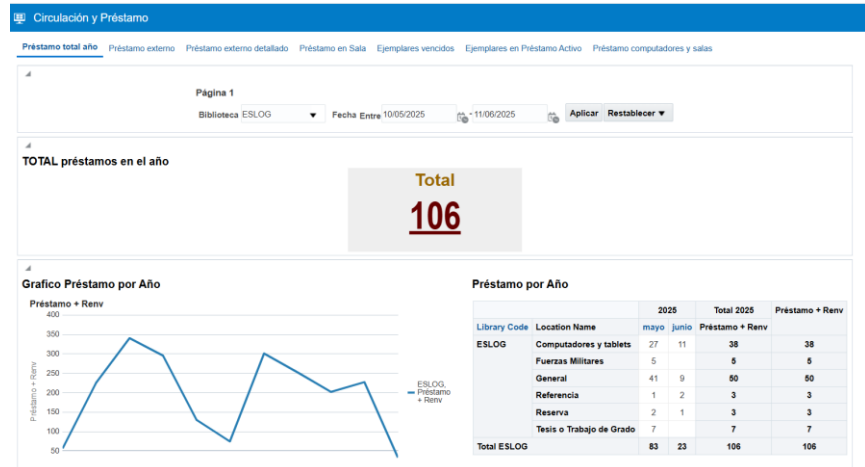 Circulación y Préstamo
Préstamo total año Préstamo externo Préstamo externo detallado Préstamo en Sala Ejemplares vencidos Ejemplares en Préstamo Activo Préstamo computadores y salas
Página 1
Biblioteca ESLOG Fecha Entre 10/05/2025 - 11/06/2025 Aplicar Restablecer
TOTAL préstamos en el año
Total
106
Grafico Préstamo por Año
Préstamo + Renv
Préstamo + Renv
400
350
300
250
200
150
100
50
ESLOG,
Préstamo
+ Renv
Préstamo por Año
2025 Total 2025 Préstamo + Renv
Library Code Location Name mayo junio Préstamo + Renv
ESLOG Computadores y tablets 27 11 38 38
Fuerzas Militares 5 5 5
General 41 9 50 50
Referencia 1 2 3 3
Reserva 2 1 3 3
Tesis o Trabajo de Grado 7 7 7
Total ESLOG 83 23 106 106